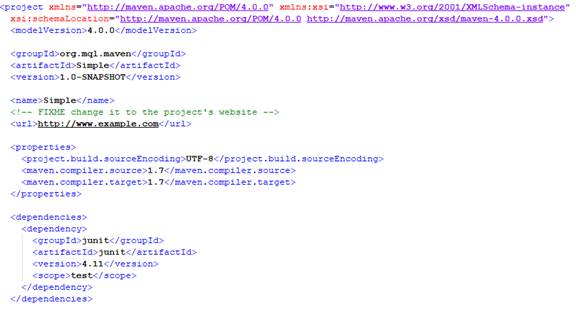 <project xmlns="http://maven.apache.org/POM/4.0.0" xmlns:xsi="http://www.w3.org/2001/XMLSchema-instance"
xsi:schemaLocation="http://maven.apache.org/POM/4.0.0 http://maven.apache.org/xsd/maven-4.0.0.xsd">
<modelVersion>4.0.0</modelVersion>
<groupId>org.mql.maven</groupId>
<artifactId>Simple</artifactId>
<version>1.0-SNAPSHOT</version>
<name>Simple</name>
<!-- FIXME change it to the project's website -->
<url>http://www.example.com</url>
<properties>
<project.build.sourceEncoding>UTF-8</project.build.sourceEncoding>
<maven.compiler.source>1.7</maven.compiler.source>
<maven.compiler.target>1.7</maven.compiler.target>
</properties>
<dependencies>
<dependency>
<groupId>junit</groupId>
<artifactId>junit</artifactId>
<version>4.11</version>
<scope>test</scope>
</dependency>
</dependencies>